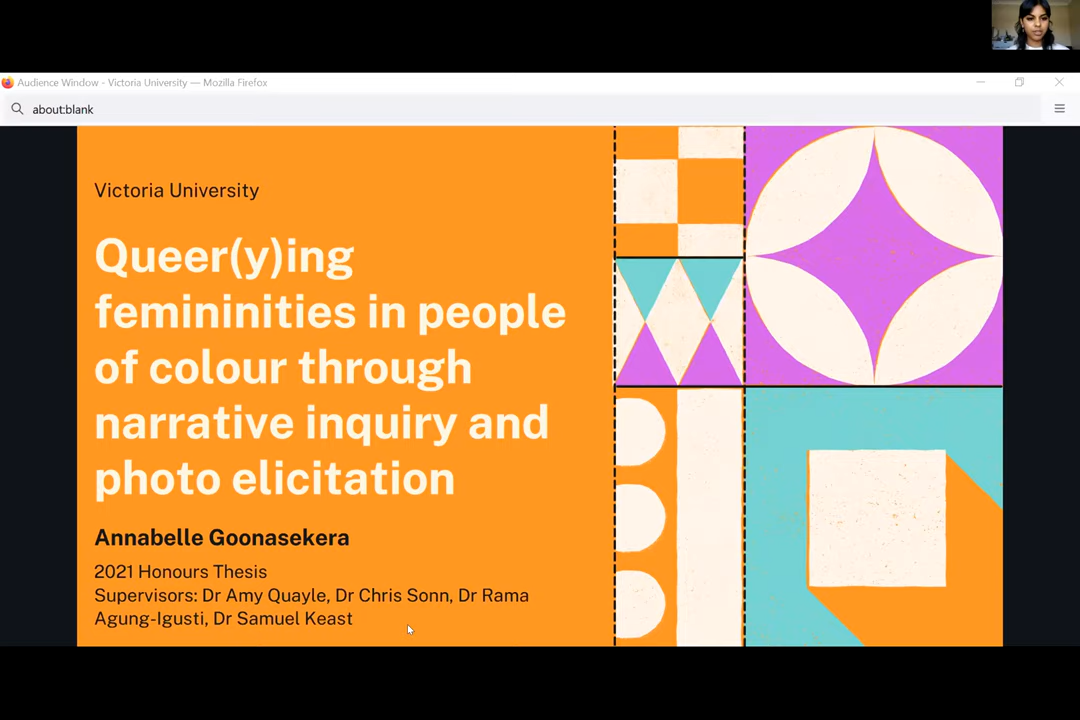 Audience Window - Victoria University — Mozilla Firefox
about:blank
Victoria University
Queer(y)ing
femininities in people
of colour through
narrative inquiry and
photo elicitation
Annabelle Goonasekera
2021 Honours Thesis
Supervisors: Dr Amy Quayle, Dr Chris Sonn, Dr Rama
Agung-Igusti, Dr Samuel Keast